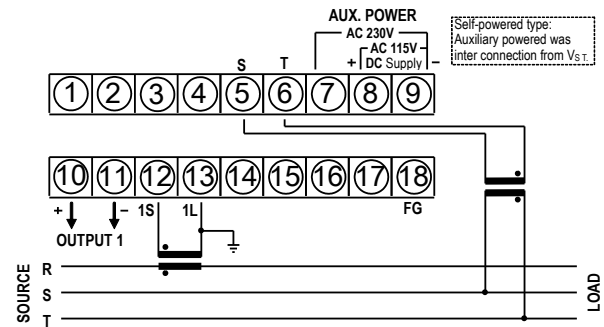 AUX. POWER
AC 230V
AC 115V
+ DC Supply −
Self-powered type:
Auxiliary powered was
inter connection from VS T.
S T
1 2 3 4 5 6 7 8 9
10 11 12 13 14 15 16 17 18
+ − 1S 1L FG
OUTPUT 1
SOURCE
R
S
T
LOAD